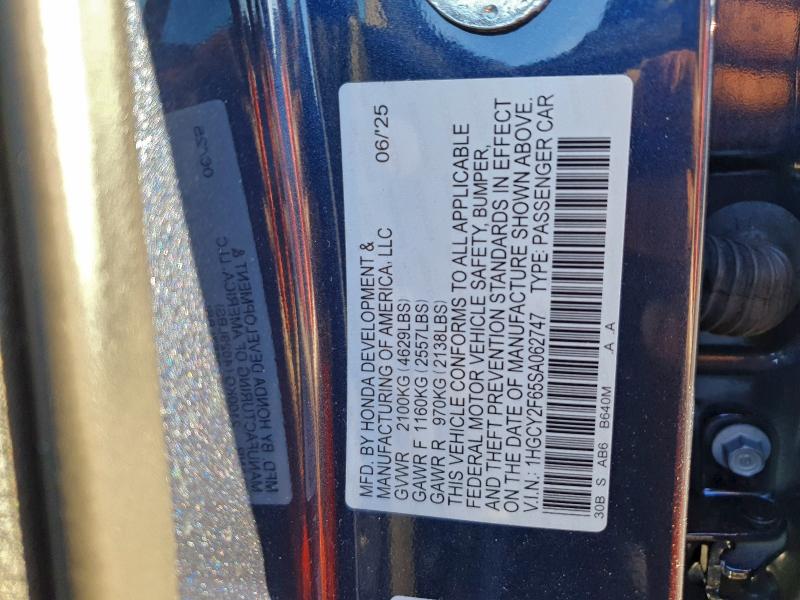 MFD. BY HONDA DEVELOPMENT &
MANUFACTURING OF AMERICA, LLC 06/'25
GVWR 2100KG (4629LBS)
GAWR F 1160KG (2557LBS)
GAWR R 970KG (2138LBS)
THIS VEHICLE CONFORMS TO ALL APPLICABLE
FEDERAL MOTOR VEHICLE SAFETY, BUMPER,
AND THEFT PREVENTION STANDARDS IN EFFECT
ON THE DATE OF MANUFACTURE SHOWN ABOVE.
V.I.N.: 1HGCY2F66SA062747 TYPE: PASSENGER CAR
30B S AB6 B640M A A